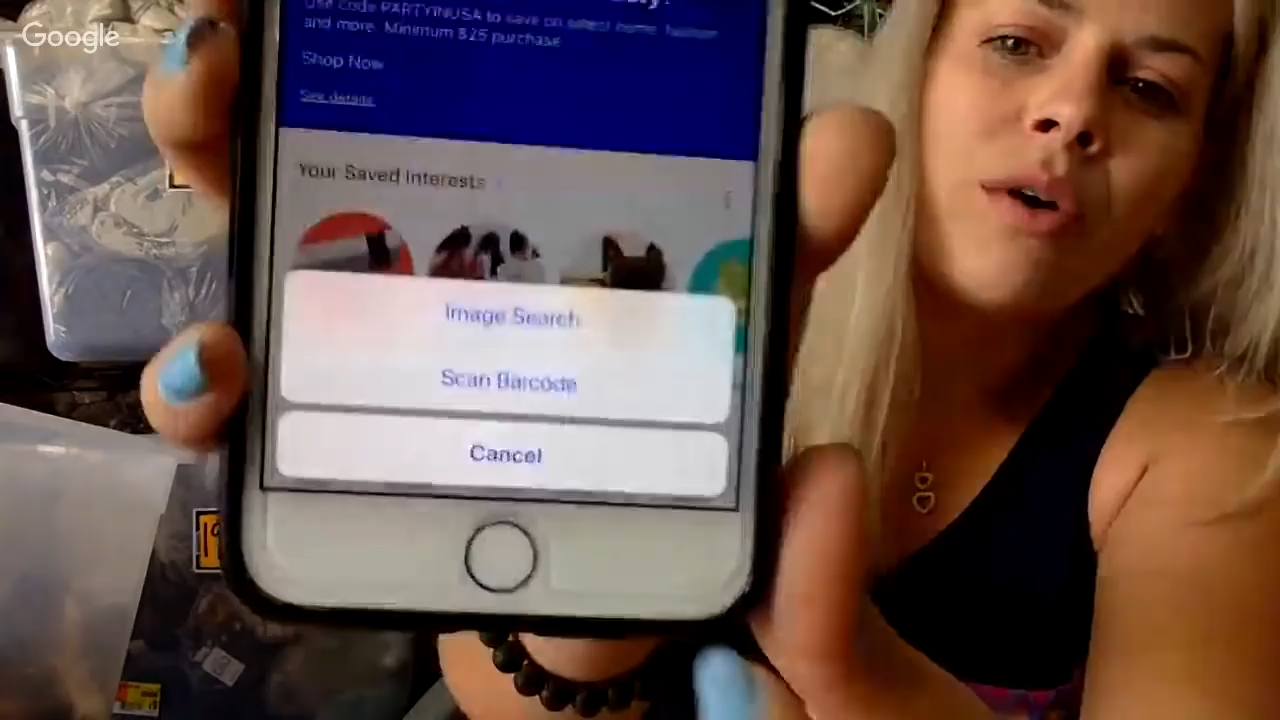 Google
Use code PARTYINUSA to save on select home, fashion
and more. Minimum $25 purchase.
Shop Now
See details
Your Saved Interests
Image Search
Scan Barcode
Cancel